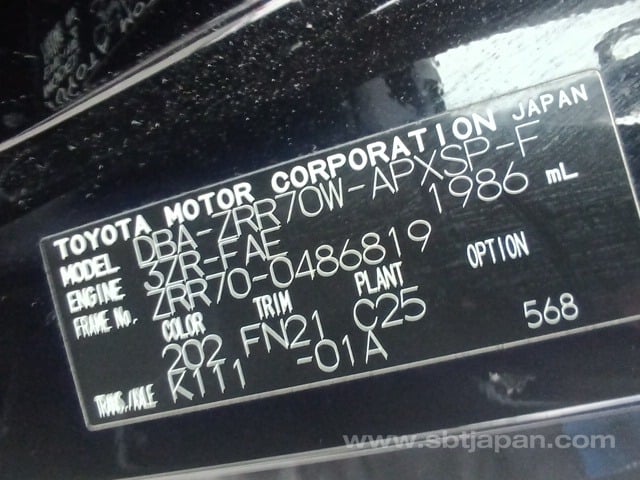 TOYOTA MOTOR CORPORATION JAPAN
MODEL DBA-ZRR70W-APXSP-F
ENGINE 3ZR-FAE 1986 mL
FRAME No. ZRR70-0486819
COLOR TRIM PLANT OPTION
202 FN21 C25 568
TRANS./AXLE K111 -01A
www.sbtjapan.com